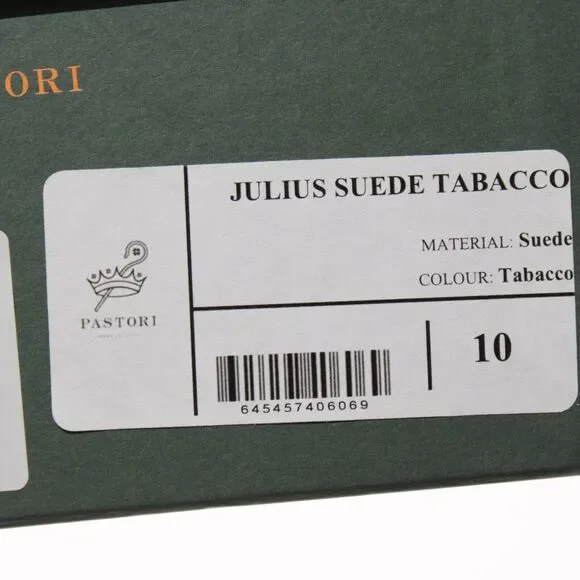 ORI
JULIUS SUEDE TABACCO
MATERIAL: Suede
COLOUR: Tabacco
PASTORI
10
645457406069